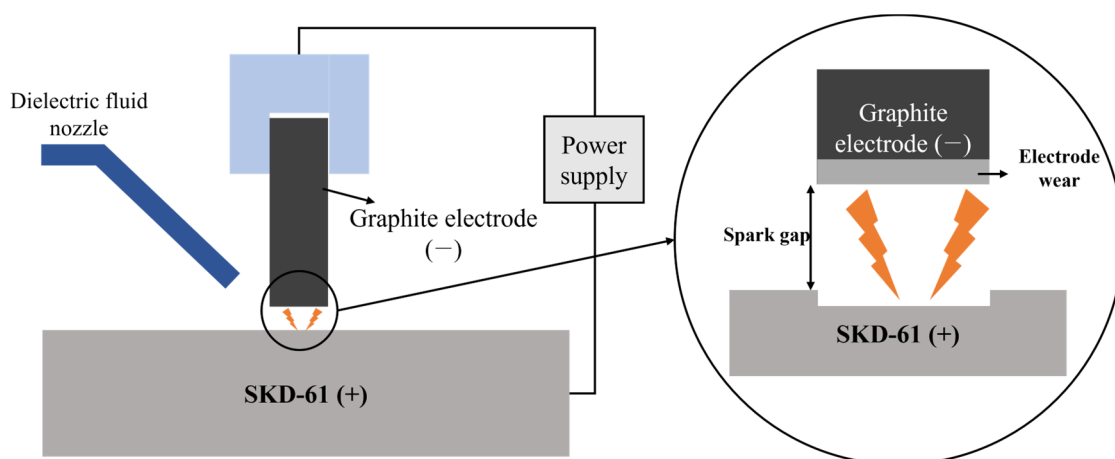 Dielectric fluid
nozzle
Graphite electrode
(−)
Power
supply
SKD-61 (+)
Graphite
electrode (−)
Electrode
wear
Spark gap
SKD-61 (+)